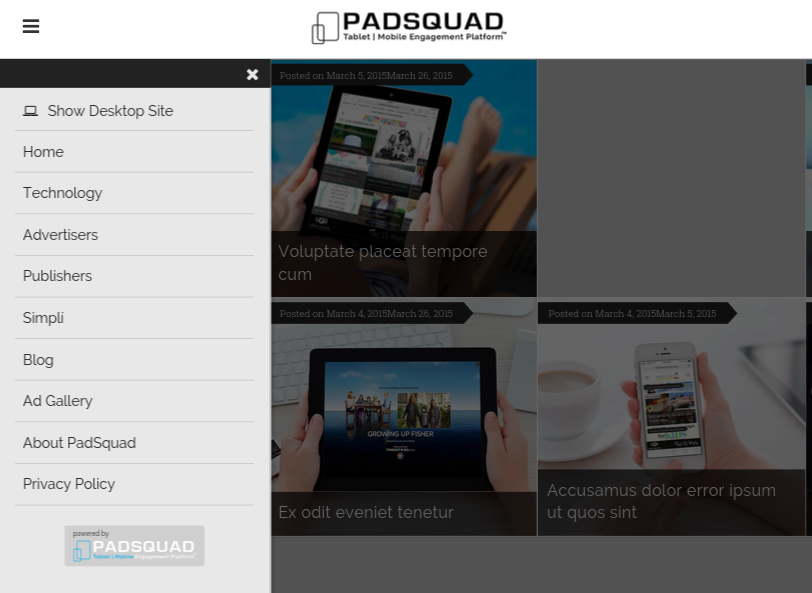 PADSQUAD
Tablet | Mobile Engagement Platform™
Show Desktop Site
Home
Technology
Advertisers
Publishers
Simpli
Blog
Ad Gallery
About PadSquad
Privacy Policy
powered by
PADSQUAD
Tablet | Mobile Engagement Platform™
Posted on March 5, 2015March 26, 2015
Voluptate placeat tempore
cum
Posted on March 4, 2015March 26, 2015
GROWING UP FISHER
Ex odit eveniet tenetur
Posted on March 4, 2015March 5, 2015
Accusamus dolor error ipsum
ut quos sint